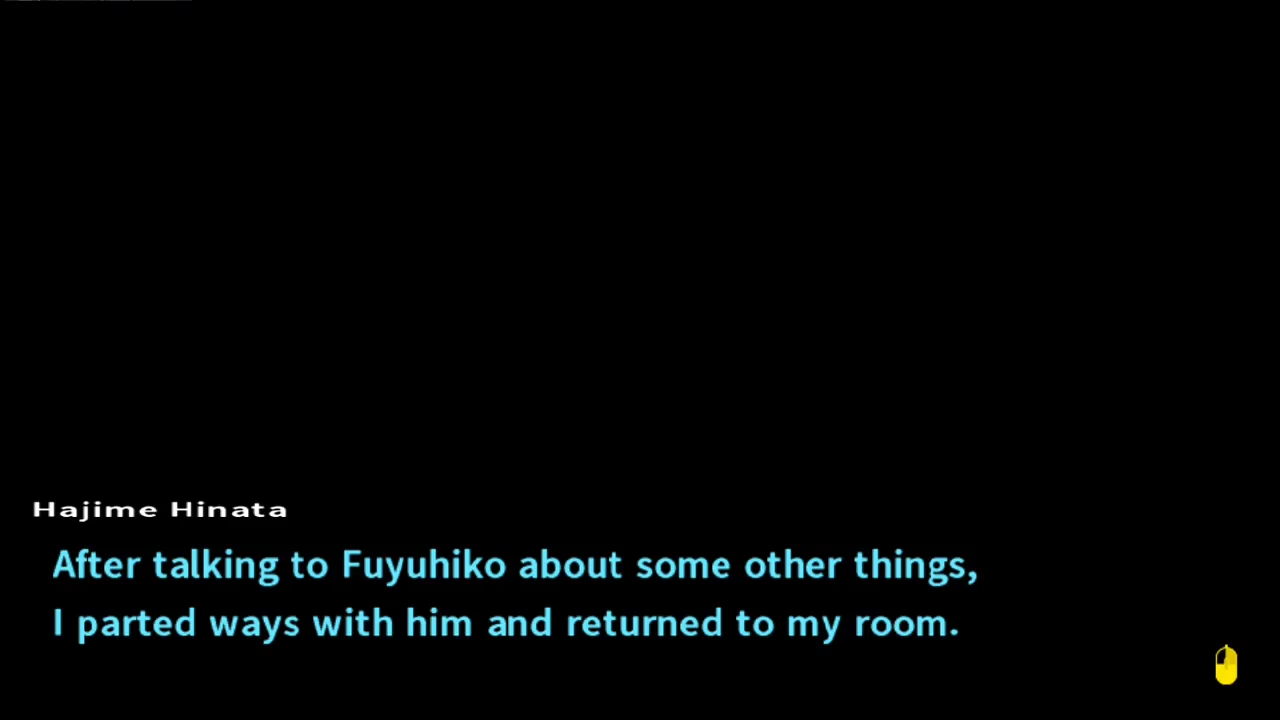 Hajime Hinata
After talking to Fuyuhiko about some other things,
I parted ways with him and returned to my room.